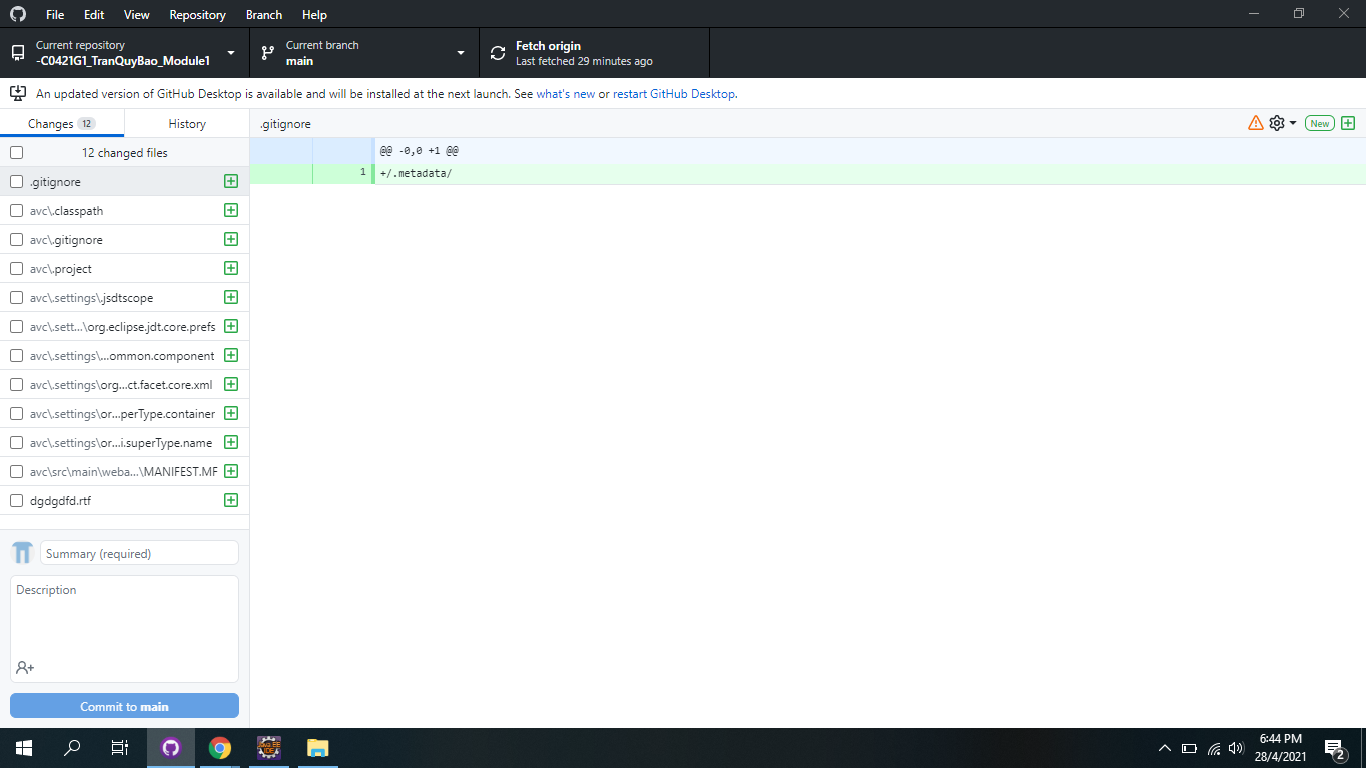 File Edit View Repository Branch Help
Current repository
-C0421G1_TranQuyBao_Module1
Current branch
main
Fetch origin
Last fetched 29 minutes ago
An updated version of GitHub Desktop is available and will be installed at the next launch. See what's new or restart GitHub Desktop.
Changes 12 History
.gitignore
New
12 changed files
@@ -0,0 +1 @@
1 +/.metadata/
.gitignore
avc\.classpath
avc\.gitignore
avc\.project
avc\.settings\.jsdtscope
avc\.sett...\org.eclipse.jdt.core.prefs
avc\.settings\...ommon.component
avc\.settings\org...ct.facet.core.xml
avc\.settings\or...perType.container
avc\.settings\or...i.superType.name
avc\src\main\weba...\MANIFEST.MF
dgdgdfd.rtf
Summary (required)
Description
Commit to main
6:44 PM
28/4/2021
2